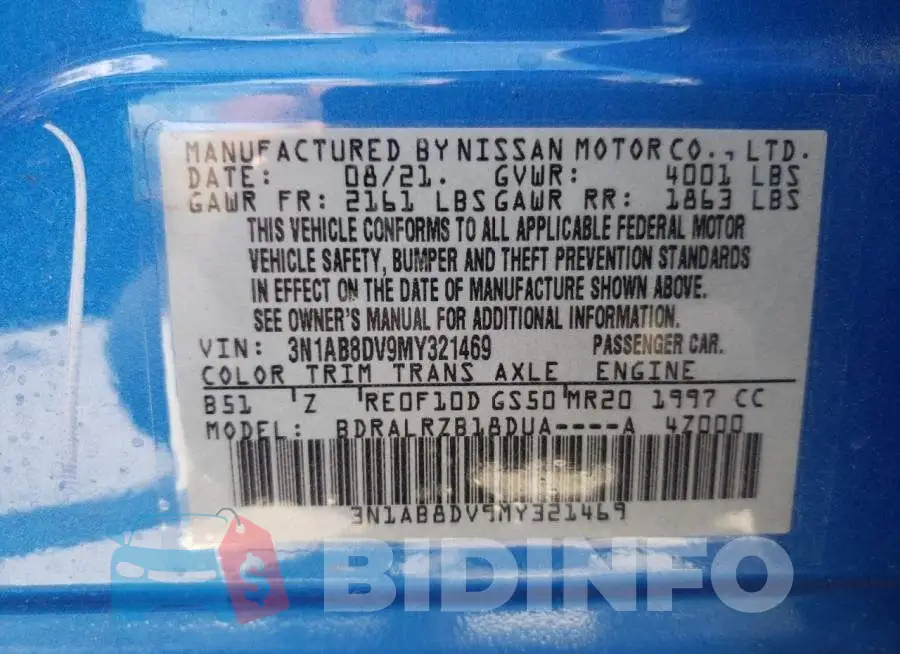 MANUFACTURED BY NISSAN MOTOR CO., LTD.
DATE: 08/21. GVWR: 4001 LBS
GAWR FR: 2161 LBS GAWR RR: 1863 LBS
THIS VEHICLE CONFORMS TO ALL APPLICABLE FEDERAL MOTOR
VEHICLE SAFETY, BUMPER AND THEFT PREVENTION STANDARDS
IN EFFECT ON THE DATE OF MANUFACTURE SHOWN ABOVE.
SEE OWNER'S MANUAL FOR ADDITIONAL INFORMATION.
VIN: 3N1AB8DV9MY321469 PASSENGER CAR.
COLOR TRIM TRANS AXLE ENGINE
B51 Z RE0F10D GS50 MR20 1997 CC
MODEL: BDRALRZB18DUA----A 4Z000
3N1AB8DV9MY321469
$ BIDINFO